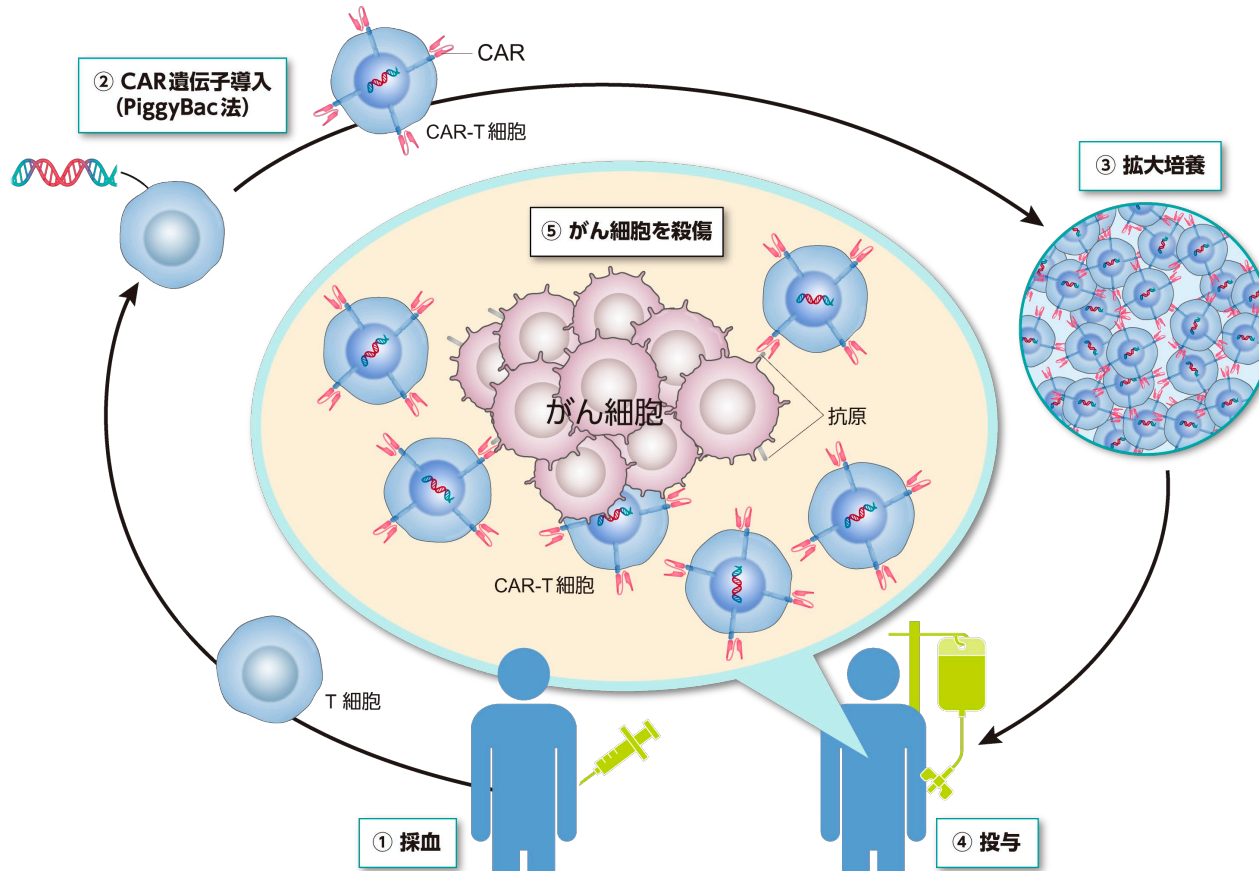 ② CAR遺伝子導入
（PiggyBac法）
CAR
CAR-T細胞
③ 拡大培養
⑤ がん細胞を殺傷
がん細胞
抗原
CAR-T細胞
T 細胞
① 採血
④ 投与